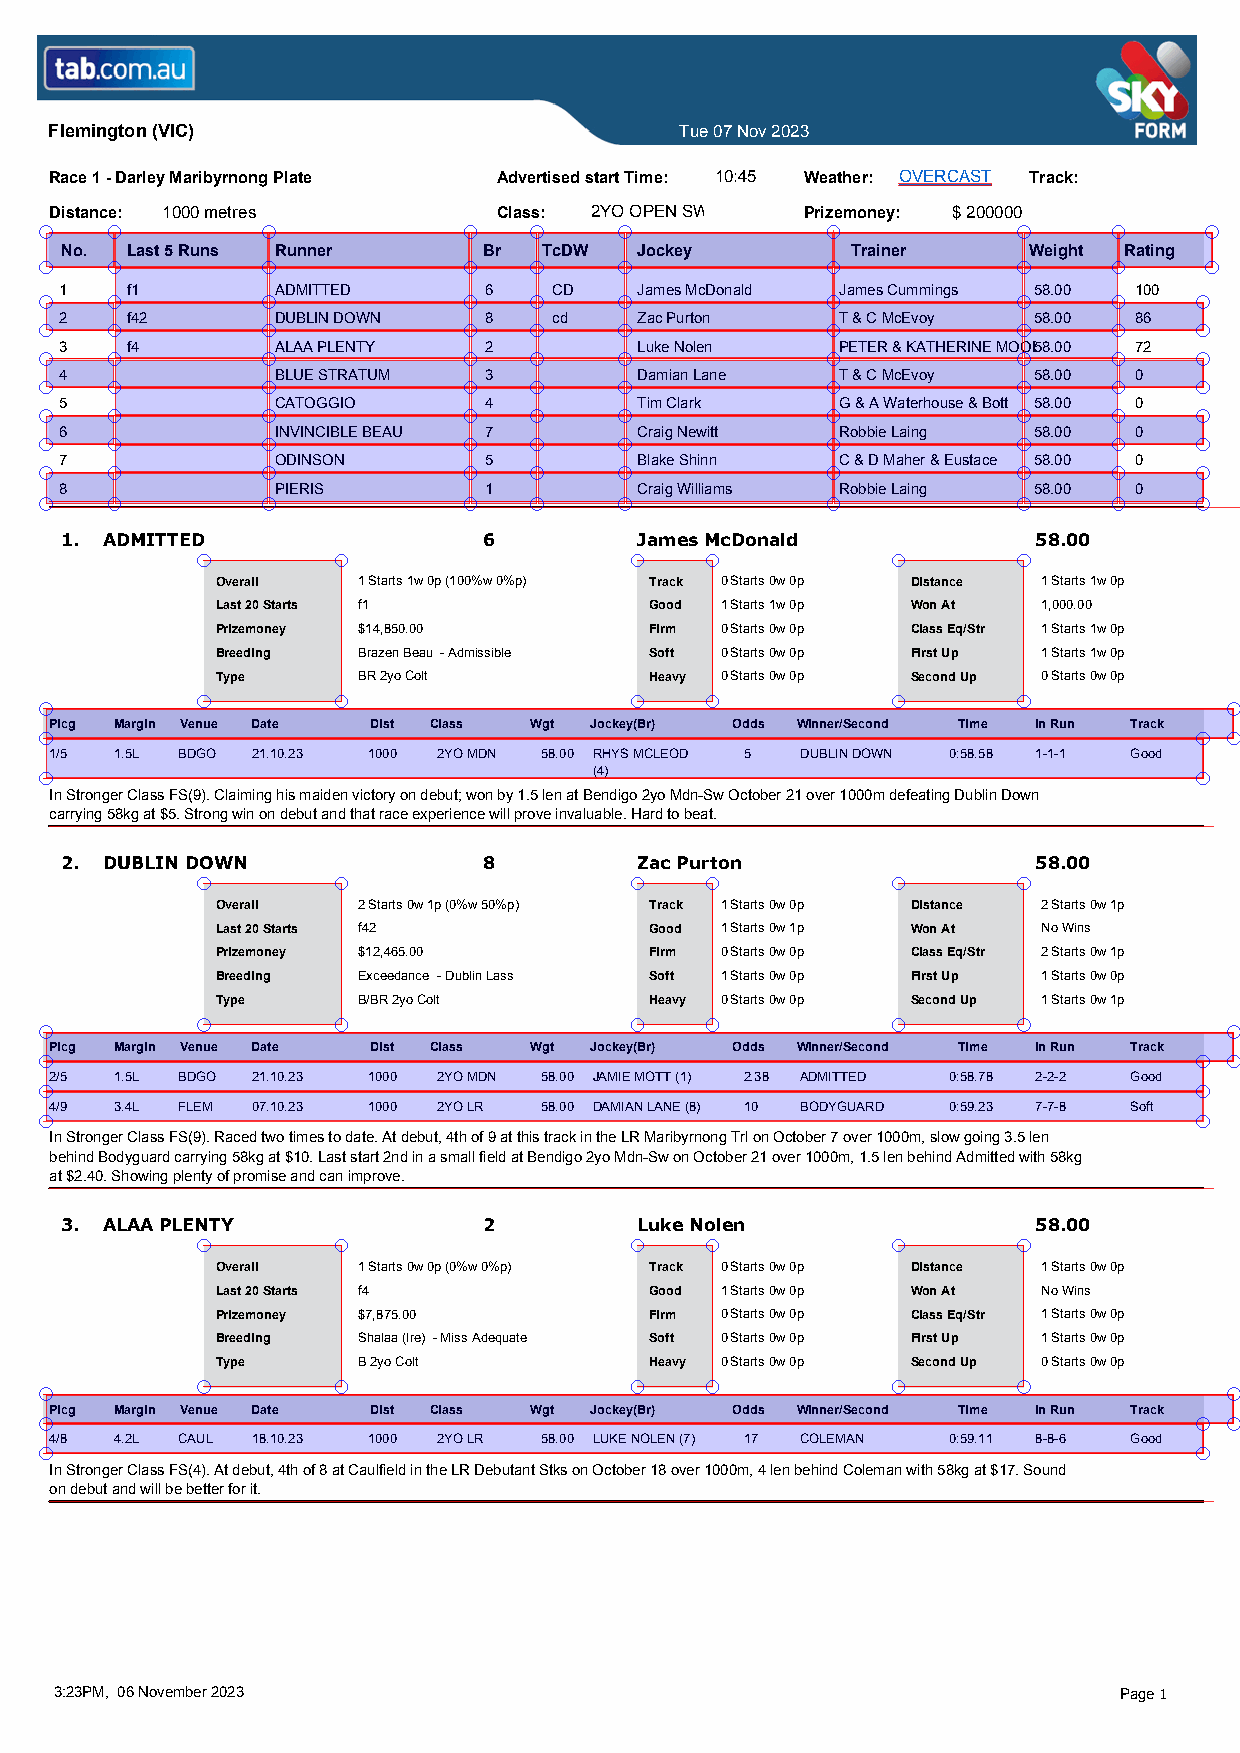 tab.com.au
SKY
FORM
Flemington (VIC) Tue 07 Nov 2023
Race 1 - Darley Maribyrnong Plate Advertised start Time: 10:45 Weather: OVERCAST Track:
Distance: 1000 metres Class: 2YO OPEN SW Prizemoney: $ 200000
No. Last 5 Runs Runner Br TcDW Jockey Trainer Weight Rating
1 f1 ADMITTED 6 CD James McDonald James Cummings 58.00 100
2 f42 DUBLIN DOWN 8 cd Zac Purton T & C McEvoy 58.00 86
3 f4 ALAA PLENTY 2 Luke Nolen PETER & KATHERINE MOO 58.00 72
4 BLUE STRATUM 3 Damian Lane T & C McEvoy 58.00 0
5 CATOGGIO 4 Tim Clark G & A Waterhouse & Bott 58.00 0
6 INVINCIBLE BEAU 7 Craig Newitt Robbie Laing 58.00 0
7 ODINSON 5 Blake Shinn C & D Maher & Eustace 58.00 0
8 PIERIS 1 Craig Williams Robbie Laing 58.00 0
1. ADMITTED 6 James McDonald 58.00
Overall 1 Starts 1w 0p (100%w 0%p) Track 0 Starts 0w 0p Distance 1 Starts 1w 0p
Last 20 Starts f1 Good 1 Starts 1w 0p Won At 1,000.00
Prizemoney $14,850.00 Firm 0 Starts 0w 0p Class Eq/Str 1 Starts 1w 0p
Breeding Brazen Beau - Admissible Soft 0 Starts 0w 0p First Up 1 Starts 1w 0p
Type BR 2yo Colt Heavy 0 Starts 0w 0p Second Up 0 Starts 0w 0p
Plcg Margin Venue Date Dist Class Wgt Jockey(Br) Odds Winner/Second Time In Run Track
1/5 1.5L BDGO 21.10.23 1000 2YO MDN 58.00 RHYS MCLEOD 5 DUBLIN DOWN 0:58.58 1-1-1 Good
(4)
In Stronger Class FS(9). Claiming his maiden victory on debut; won by 1.5 len at Bendigo 2yo Mdn-Sw October 21 over 1000m defeating Dublin Down
carrying 58kg at $5. Strong win on debut and that race experience will prove invaluable. Hard to beat.
2. DUBLIN DOWN 8 Zac Purton 58.00
Overall 2 Starts 0w 1p (0%w 50%p) Track 1 Starts 0w 0p Distance 2 Starts 0w 1p
Last 20 Starts f42 Good 1 Starts 0w 1p Won At No Wins
Prizemoney $12,465.00 Firm 0 Starts 0w 0p Class Eq/Str 2 Starts 0w 1p
Breeding Exceedance - Dublin Lass Soft 1 Starts 0w 0p First Up 1 Starts 0w 0p
Type B/BR 2yo Colt Heavy 0 Starts 0w 0p Second Up 1 Starts 0w 1p
Plcg Margin Venue Date Dist Class Wgt Jockey(Br) Odds Winner/Second Time In Run Track
2/5 1.5L BDGO 21.10.23 1000 2YO MDN 58.00 JAMIE MOTT (1) 2.38 ADMITTED 0:58.78 2-2-2 Good
4/9 3.4L FLEM 07.10.23 1000 2YO LR 58.00 DAMIAN LANE (8) 10 BODYGUARD 0:59.23 7-7-8 Soft
In Stronger Class FS(9). Raced two times to date. At debut, 4th of 9 at this track in the LR Maribyrnong Trl on October 7 over 1000m, slow going 3.5 len
behind Bodyguard carrying 58kg at $10. Last start 2nd in a small field at Bendigo 2yo Mdn-Sw on October 21 over 1000m, 1.5 len behind Admitted with 58kg
at $2.40. Showing plenty of promise and can improve.
3. ALAA PLENTY 2 Luke Nolen 58.00
Overall 1 Starts 0w 0p (0%w 0%p) Track 0 Starts 0w 0p Distance 1 Starts 0w 0p
Last 20 Starts f4 Good 1 Starts 0w 0p Won At No Wins
Prizemoney $7,875.00 Firm 0 Starts 0w 0p Class Eq/Str 1 Starts 0w 0p
Breeding Shalaa (Ire) - Miss Adequate Soft 0 Starts 0w 0p First Up 1 Starts 0w 0p
Type B 2yo Colt Heavy 0 Starts 0w 0p Second Up 0 Starts 0w 0p
Plcg Margin Venue Date Dist Class Wgt Jockey(Br) Odds Winner/Second Time In Run Track
4/8 4.2L CAUL 18.10.23 1000 2YO LR 58.00 LUKE NOLEN (7) 17 COLEMAN 0:59.11 8-8-6 Good
In Stronger Class FS(4). At debut, 4th of 8 at Caulfield in the LR Debutant Stks on October 18 over 1000m, 4 len behind Coleman with 58kg at $17. Sound
on debut and will be better for it.
3:23PM, 06 November 2023 Page 1